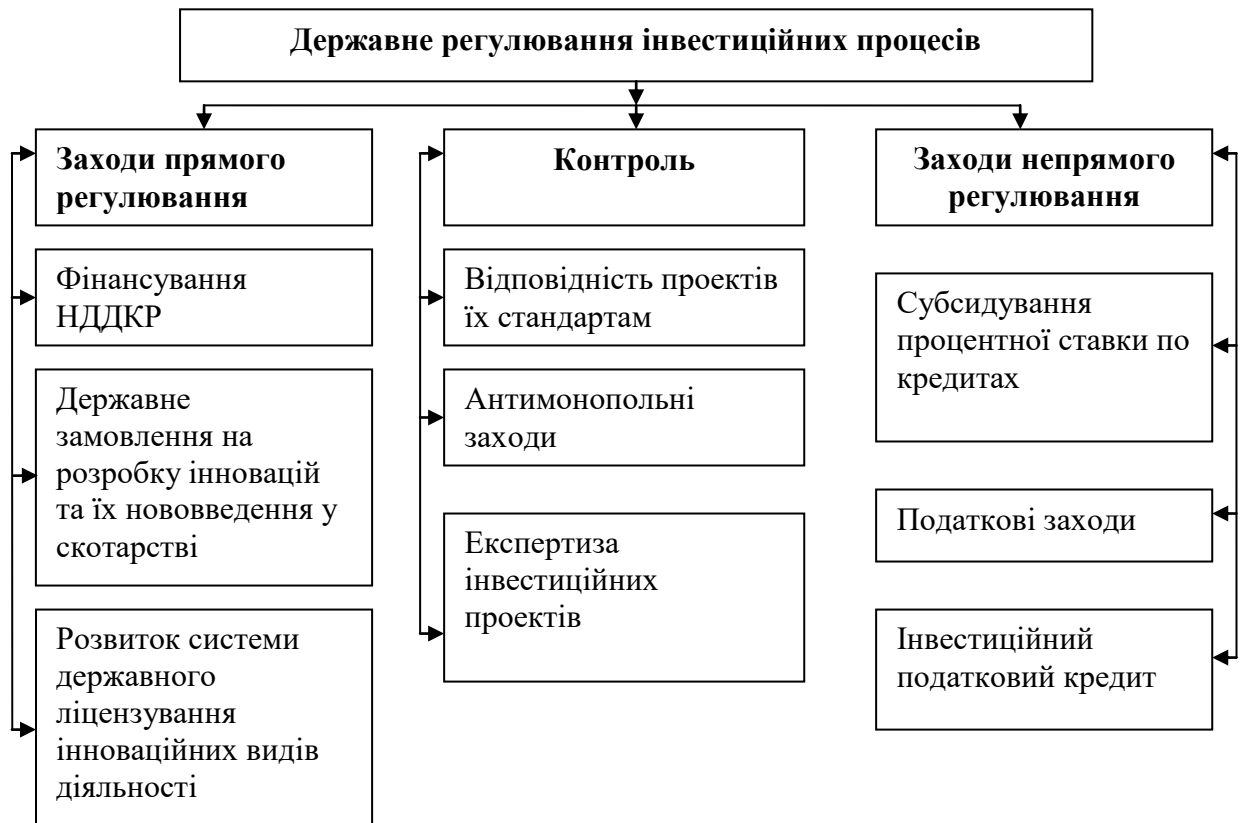 Державне регулювання інвестиційних процесів
Заходи прямого
регулювання
Фінансування
НДДКР
Державне
замовлення на
розробку інновацій
та їх нововведення у
скотарстві
Розвиток системи
державного
ліцензування
інноваційних видів
діяльності
Контроль
Відповідність проектів
їх стандартам
Антимонопольні
заходи
Експертиза
інвестиційних
проектів
Заходи непрямого
регулювання
Субсидування
процентної ставки по
кредитах
Податкові заходи
Інвестиційний
податковий кредит